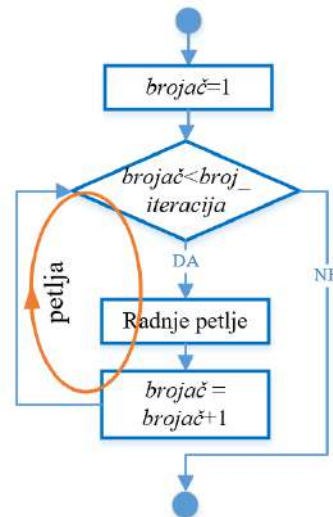 brojač=1
brojač<broj_
iteracija
DA
NE
petlja
Radnje petlje
brojač =
brojač+1